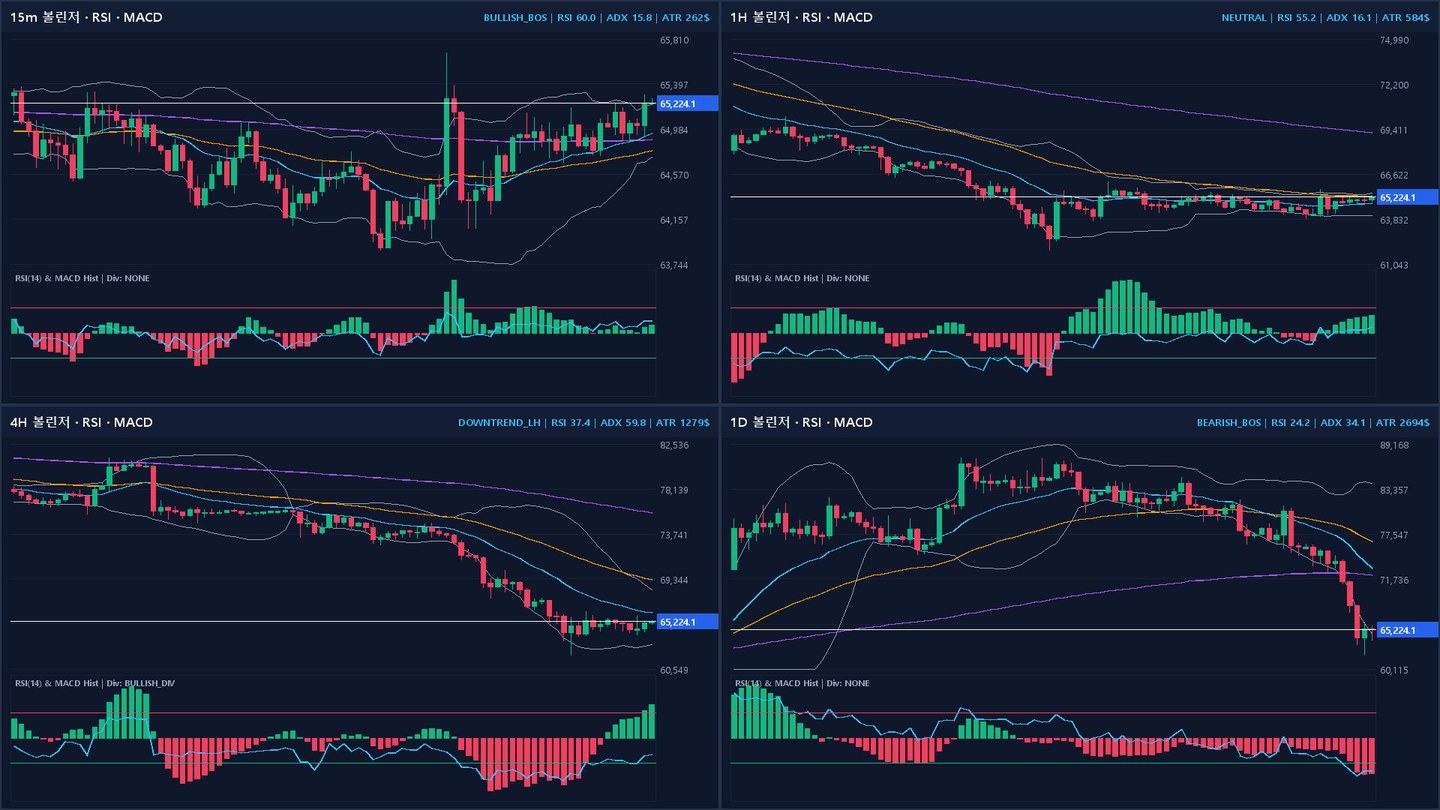 15m 볼린저 · RSI · MACD
BULLISH_BOS | RSI 60.0 | ADX 15.8 | ATR 262$
65,810
65,397
65,224.1
64,984
64,570
64,157
63,744
RSI(14) & MACD Hist | Div: NONE
1H 볼린저 · RSI · MACD
NEUTRAL | RSI 55.2 | ADX 16.1 | ATR 584$
74,990
72,200
69,411
66,622
65,224.1
63,832
61,043
RSI(14) & MACD Hist | Div: NONE
4H 볼린저 · RSI · MACD
DOWNTREND_LH | RSI 37.4 | ADX 59.8 | ATR 1279$
82,536
78,139
73,741
69,344
65,224.1
60,549
RSI(14) & MACD Hist | Div: BULLISH_DIV
1D 볼린저 · RSI · MACD
BEARISH_BOS | RSI 24.2 | ADX 34.1 | ATR 2694$
89,168
83,357
77,547
71,736
65,224.1
60,115
RSI(14) & MACD Hist | Div: NONE